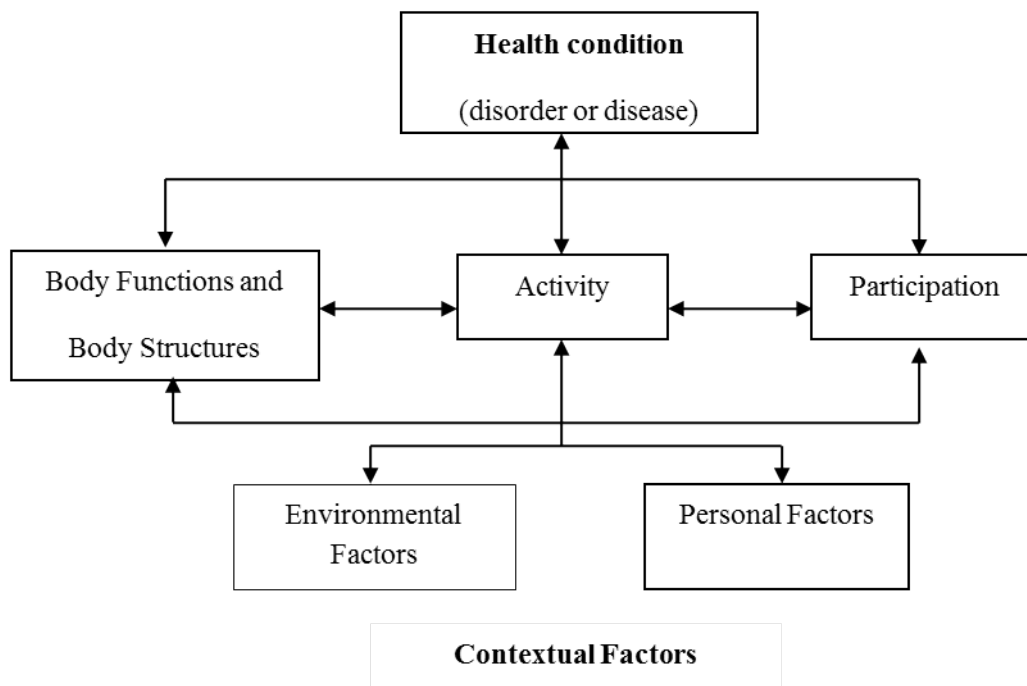 Health condition
(disorder or disease)
Body Functions and
Body Structures
Activity
Participation
Environmental
Factors
Personal Factors
Contextual Factors